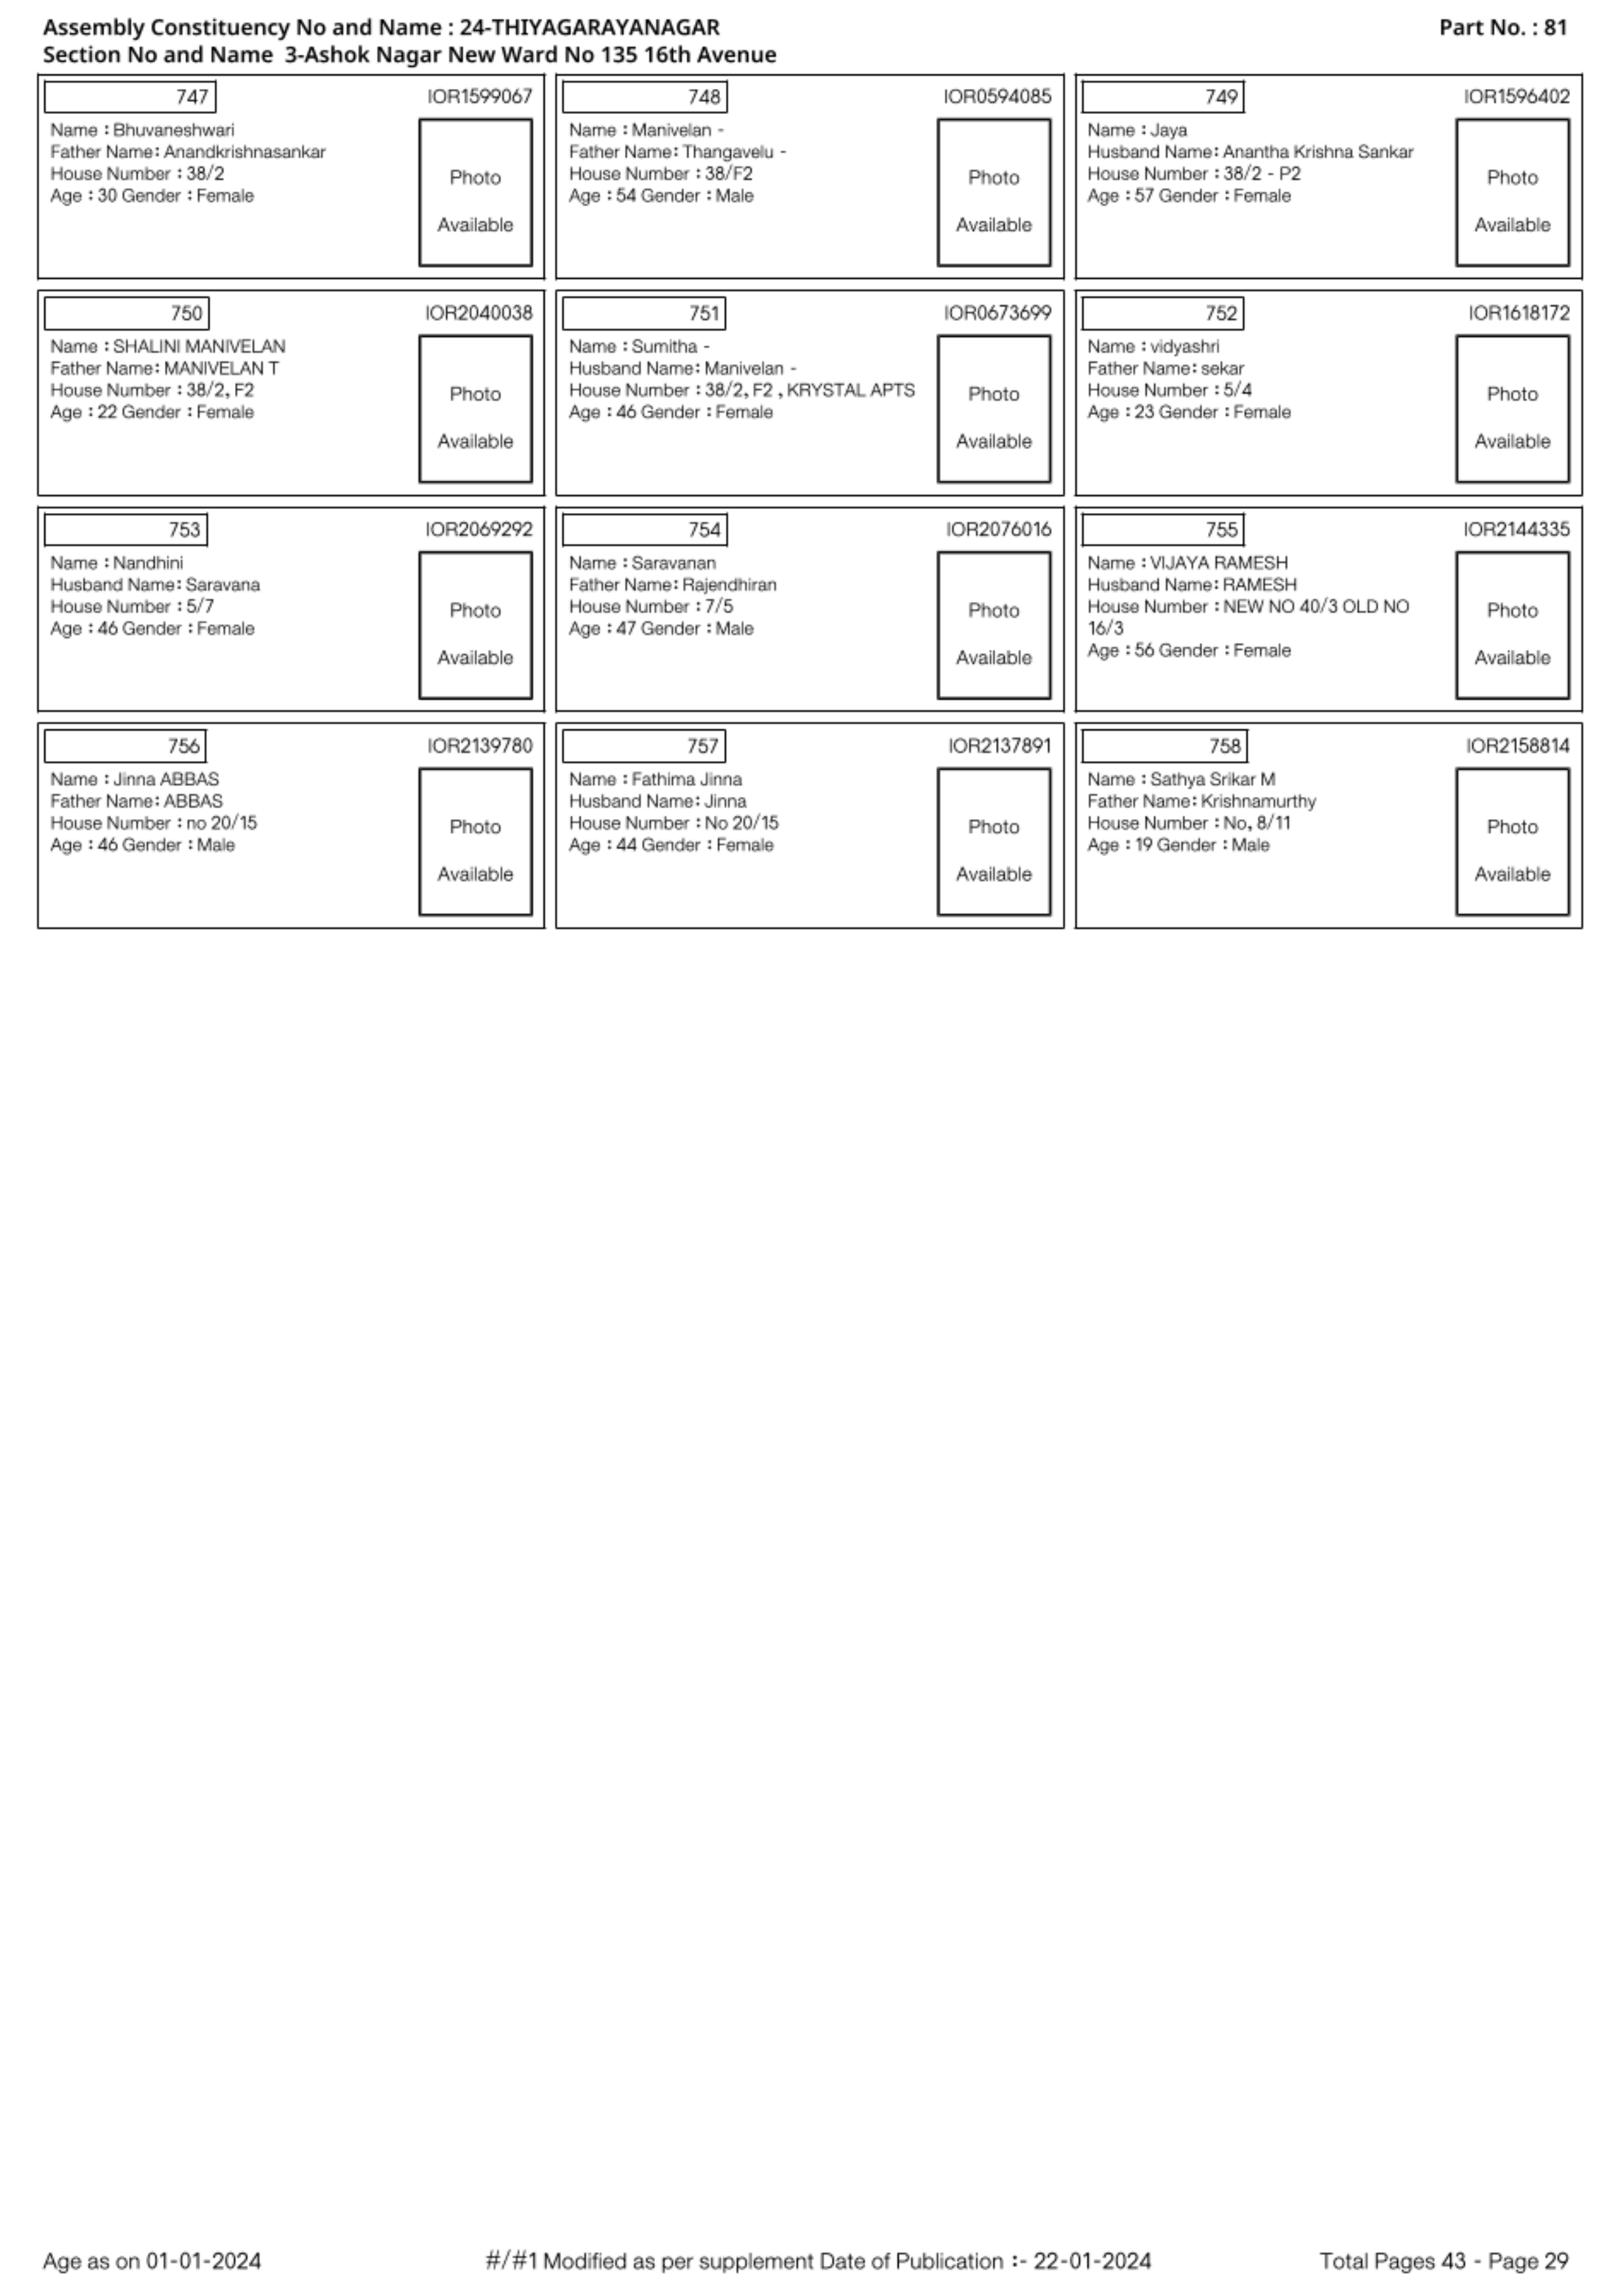 Assembly Constituency No and Name : 24-THIYAGARAYANAGAR
Part No. : 81
Section No and Name 3-Ashok Nagar New Ward No 135 16th Avenue
747
IOR1599067
Name : Bhuvaneshwari
Father Name: Anandkrishnasankar
House Number : 38/2
Age : 30 Gender : Female
Photo
Available
748
IOR0594085
Name : Manivelan -
Father Name: Thangavelu -
House Number : 38/F2
Age : 54 Gender : Male
Photo
Available
749
IOR1596402
Name : Jaya
Husband Name: Anantha Krishna Sankar
House Number : 38/2 - P2
Age : 57 Gender : Female
Photo
Available
750
IOR2040038
Name : SHALINI MANIVELAN
Father Name: MANIVELAN T
House Number : 38/2, F2
Age : 22 Gender : Female
Photo
Available
751
IOR0673699
Name : Sumitha -
Husband Name: Manivelan -
House Number : 38/2, F2 , KRYSTAL APTS
Age : 46 Gender : Female
Photo
Available
752
IOR1618172
Name : vidyashri
Father Name: sekar
House Number : 5/4
Age : 23 Gender : Female
Photo
Available
753
IOR2069292
Name : Nandhini
Husband Name: Saravana
House Number : 5/7
Age : 46 Gender : Female
Photo
Available
754
IOR2076016
Name : Saravanan
Father Name: Rajendhiran
House Number : 7/5
Age : 47 Gender : Male
Photo
Available
755
IOR2144335
Name : VIJAYA RAMESH
Husband Name: RAMESH
House Number : NEW NO 40/3 OLD NO
16/3
Age : 56 Gender : Female
Photo
Available
756
IOR2139780
Name : Jinna ABBAS
Father Name: ABBAS
House Number : no 20/15
Age : 46 Gender : Male
Photo
Available
757
IOR2137891
Name : Fathima Jinna
Husband Name: Jinna
House Number : No 20/15
Age : 44 Gender : Female
Photo
Available
758
IOR2158814
Name : Sathya Srikar M
Father Name: Krishnamurthy
House Number : No, 8/11
Age : 19 Gender : Male
Photo
Available
Age as on 01-01-2024
#/#1 Modified as per supplement Date of Publication :- 22-01-2024
Total Pages 43 - Page 29